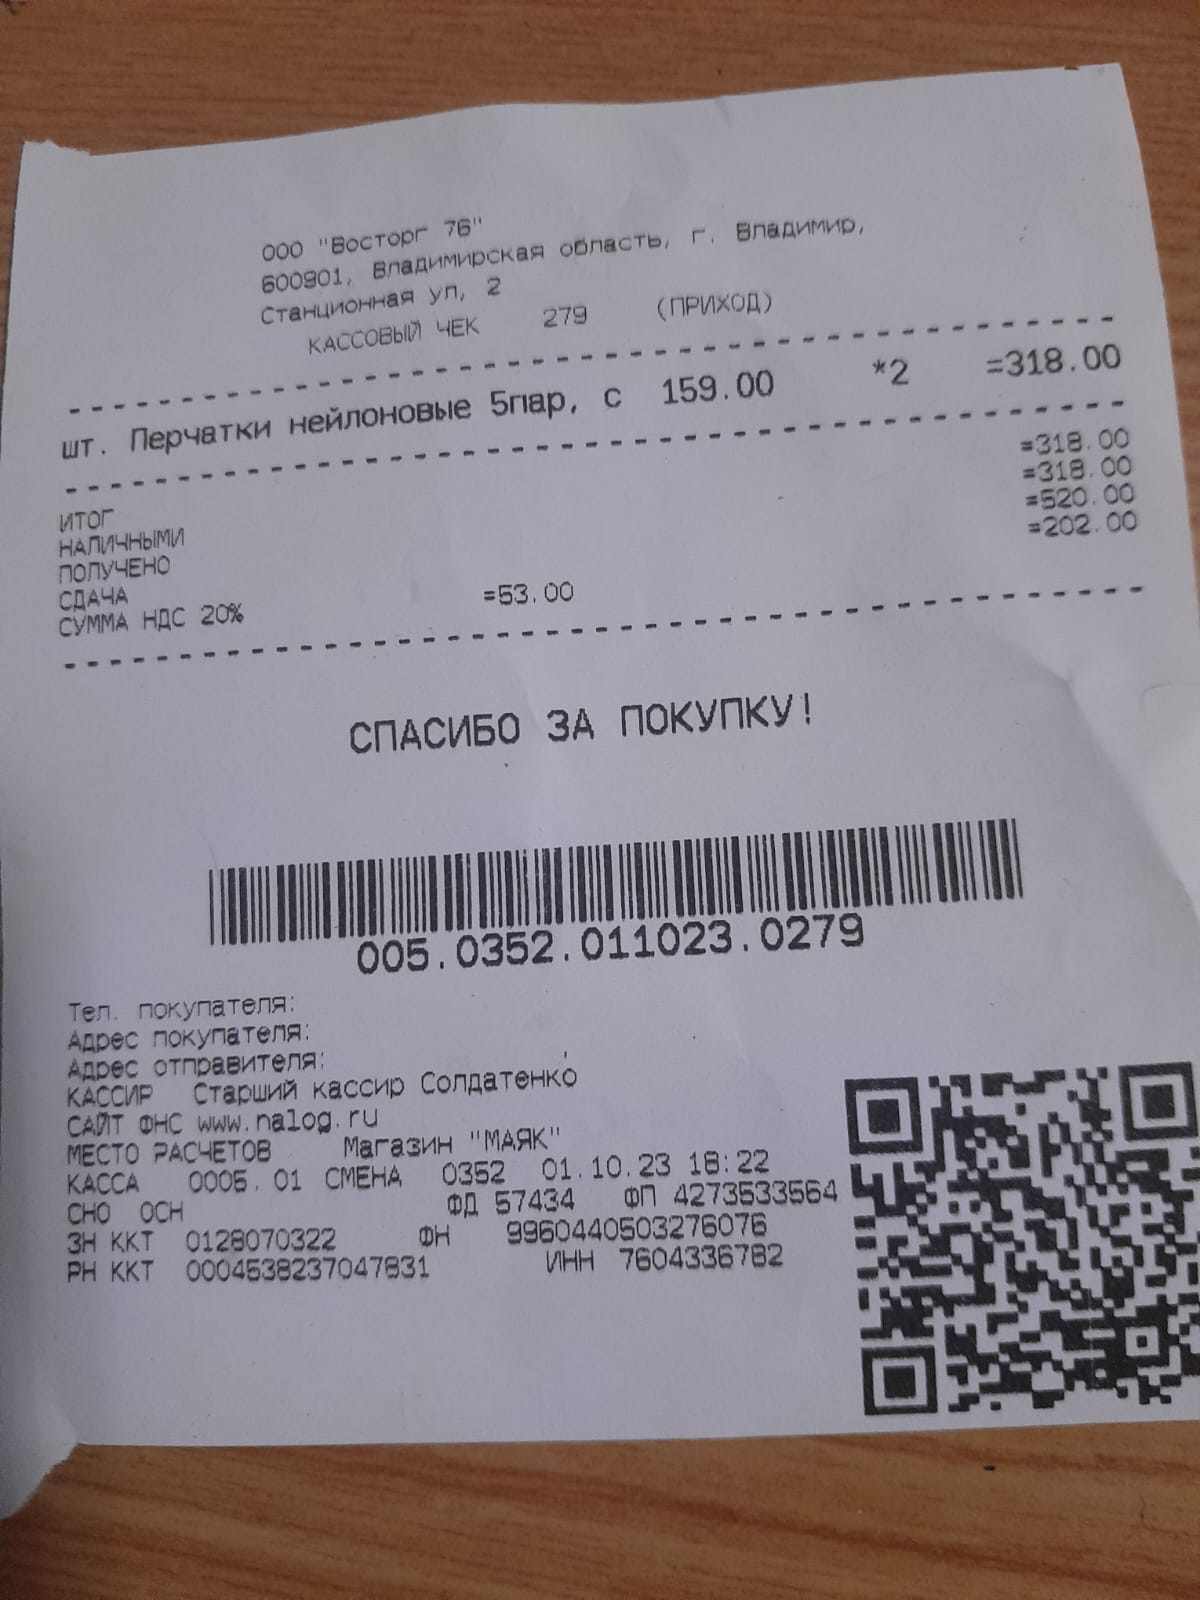 ООО "Восторг 76"
600901, Владимирская область, г. Владимир,
Станционная ул, 2
КАССОВЫЙ ЧЕК 279 (ПРИХОД)
шт. Перчатки нейлоновые 5пар, с 159.00 *2 =318.00
ИТОГ =318.00
НАЛИЧНЫМИ =318.00
ПОЛУЧЕНО =520.00
СДАЧА =202.00
СУММА НДС 20% =53.00
СПАСИБО ЗА ПОКУПКУ!
005.0352.011023.0279
Тел. покупателя:
Адрес покупателя:
Адрес отправителя:
КАССИР Старший кассир Солдатенко
САЙТ ФНС www.nalog.ru
МЕСТО РАСЧЕТОВ Магазин "МАЯК"
КАССА 0005.01 СМЕНА 0352 01.10.23 18:22
СНО ОСН ФД 57434 ФП 4273533564
ЗН ККТ 0128070322 ФН 9960440503276076
РН ККТ 0004538237047831 ИНН 7604336782